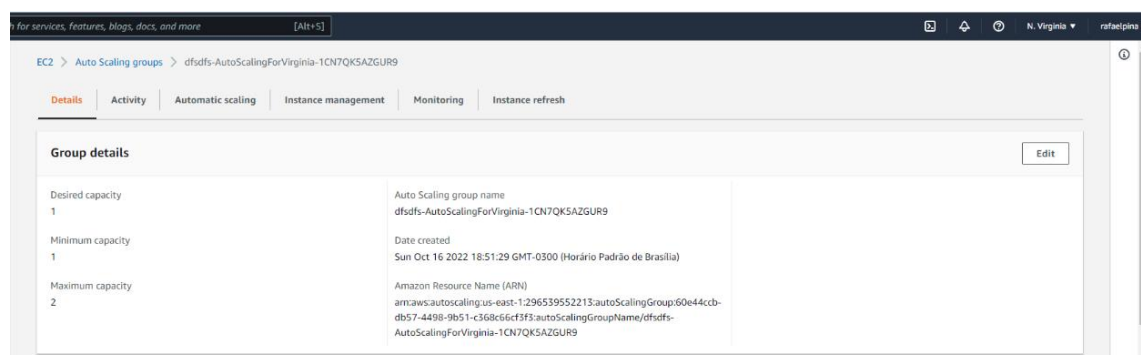 h for services, features, blogs, docs, and more [Alt+S] N. Virginia ▼ rafaelpina
EC2 > Auto Scaling groups > dfsdfs-AutoScalingForVirginia-1CN7QK5AZGUR9
Details Activity Automatic scaling Instance management Monitoring Instance refresh
Group details Edit
Desired capacity
1
Minimum capacity
1
Maximum capacity
2
Auto Scaling group name
dfsdfs-AutoScalingForVirginia-1CN7QK5AZGUR9
Date created
Sun Oct 16 2022 18:51:29 GMT-0300 (Horário Padrão de Brasília)
Amazon Resource Name (ARN)
arn:aws:autoscaling:us-east-1:296539552213:autoScalingGroup:60e44ccb-
db57-4498-9b51-c368c66cf3f3:autoScalingGroupName/dfsdfs-
AutoScalingForVirginia-1CN7QK5AZGUR9